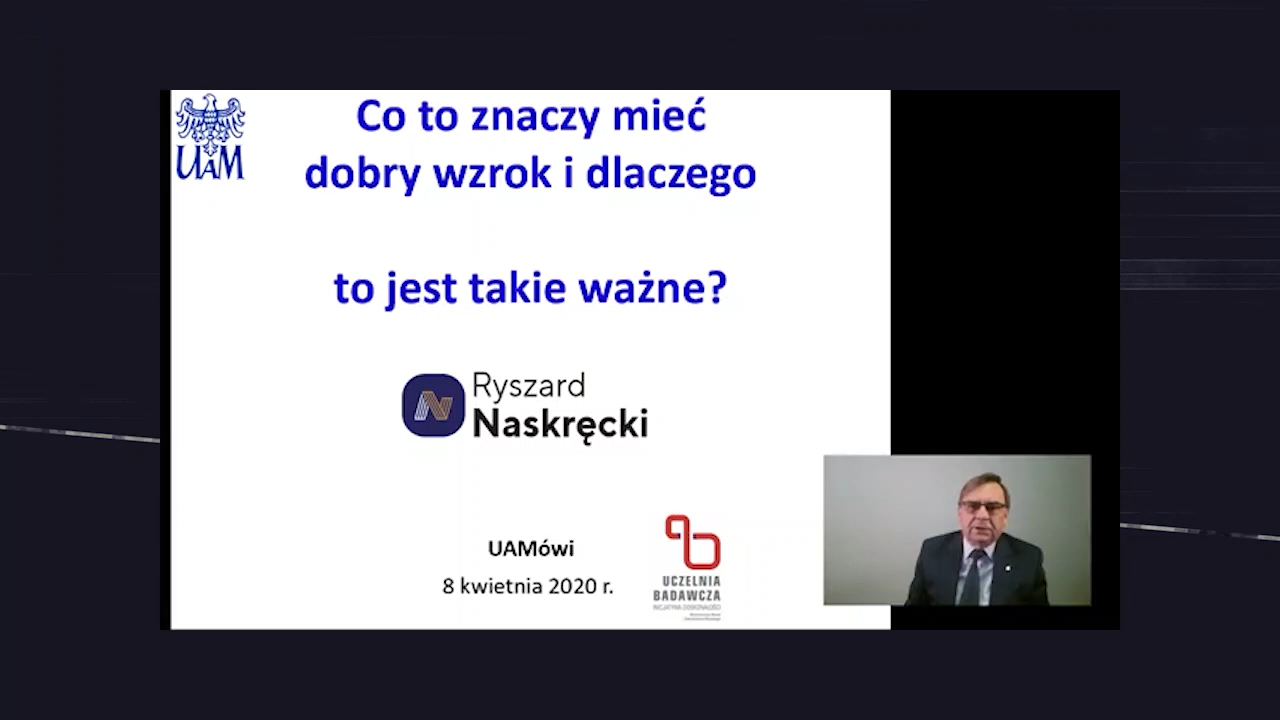 UAM
Co to znaczy mieć
dobry wzrok i dlaczego
to jest takie ważne?
N
Ryszard
Naskręcki
UAMówi
8 kwietnia 2020 r.
UCZELNIA
BADAWCZA
INICJATYWA DOSKONAŁOŚCI